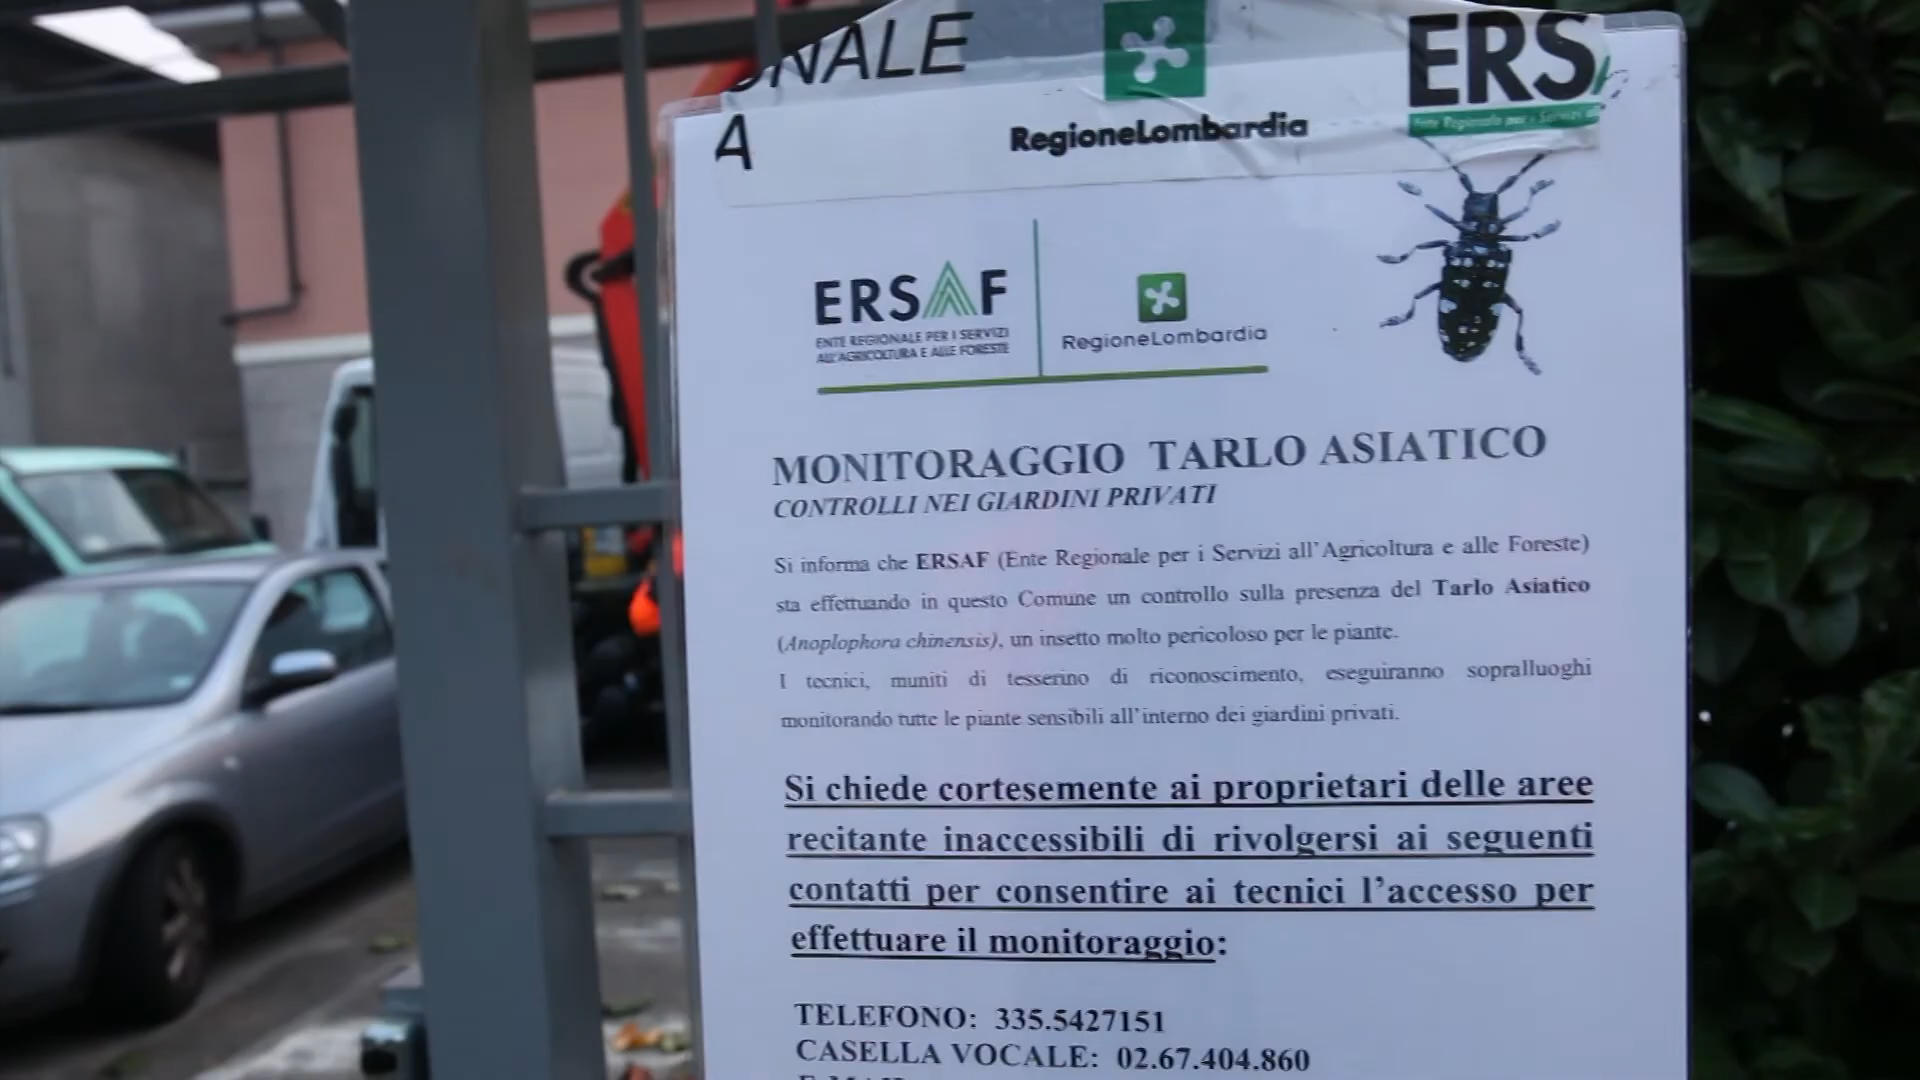 ONALE
A
RegioneLombardia
ERS
ERSAF
ENTE REGIONALE PER I SERVIZI
ALL'AGRICOLTURA E ALLE FORESTE
RegioneLombardia
MONITORAGGIO TARLO ASIATICO
CONTROLLI NEI GIARDINI PRIVATI
Si informa che ERSAF (Ente Regionale per i Servizi all'Agricoltura e alle Foreste)
sta effettuando in questo Comune un controllo sulla presenza del Tarlo Asiatico
(Anoplophora chinensis), un insetto molto pericoloso per le piante.
I tecnici, muniti di tesserino di riconoscimento, eseguiranno sopralluoghi
monitorando tutte le piante sensibili all'interno dei giardini privati.
Si chiede cortesemente ai proprietari delle aree
recitante inaccessibili di rivolgersi ai seguenti
contatti per consentire ai tecnici l'accesso per
effettuare il monitoraggio:
TELEFONO: 335.5427151
CASELLA VOCALE: 02.67.404.860